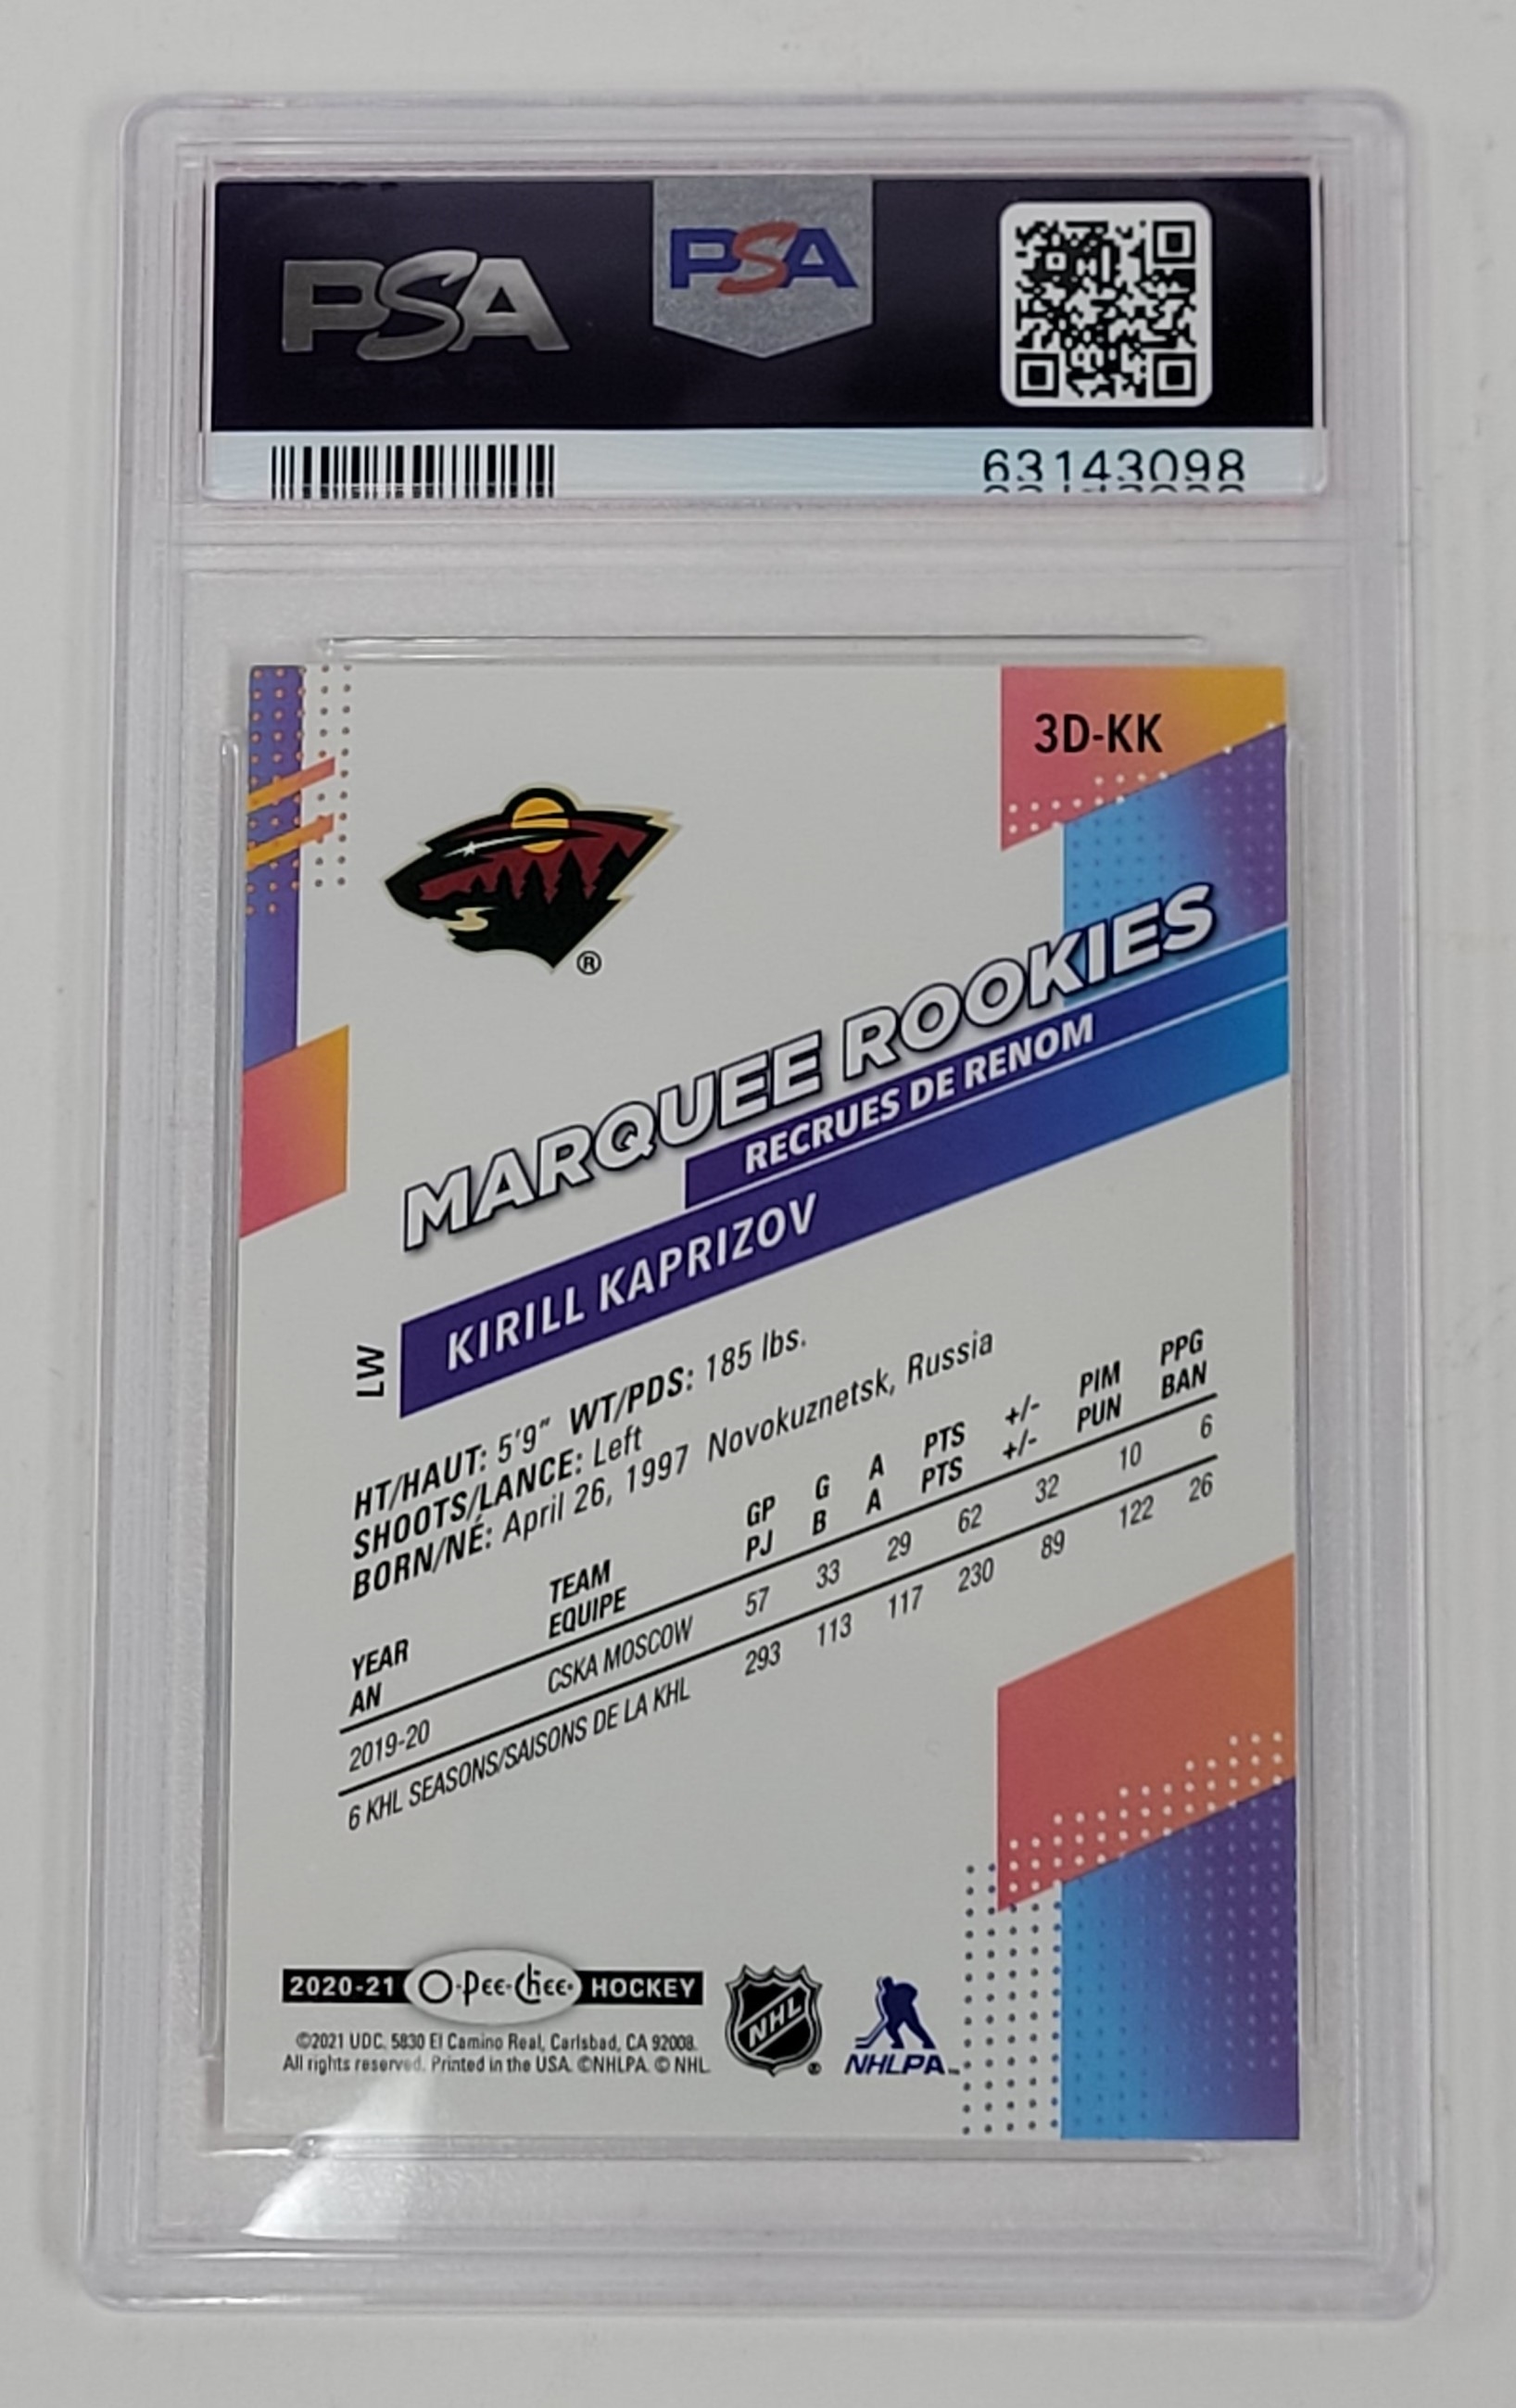 PSA
PSA
63143098
3D-KK
®
MARQUEE ROOKIES
RECRUES DE RENOM
KIRILL KAPRIZOV
LW
HT/HAUT: 5'9" WT/PDS: 185 lbs.
SHOOTS/LANCE: Left
BORN/NÉ: April 26, 1997 Novokuznetsk, Russia
YEAR TEAM GP G A PTS +/- PIM PPG
AN EQUIPE PJ B A PTS +/- PUN BAN
2019-20 CSKA MOSCOW 57 33 29 62 32 10 6
6 KHL SEASONS/SAISONS DE LA KHL 293 113 117 230 89 122 26
2020-21 O-Pee-Chee HOCKEY
©2021 UDC. 5830 El Camino Real, Carlsbad, CA 92008.
All rights reserved. Printed in the USA. ©NHLPA. © NHL.
NHL
NHLPA